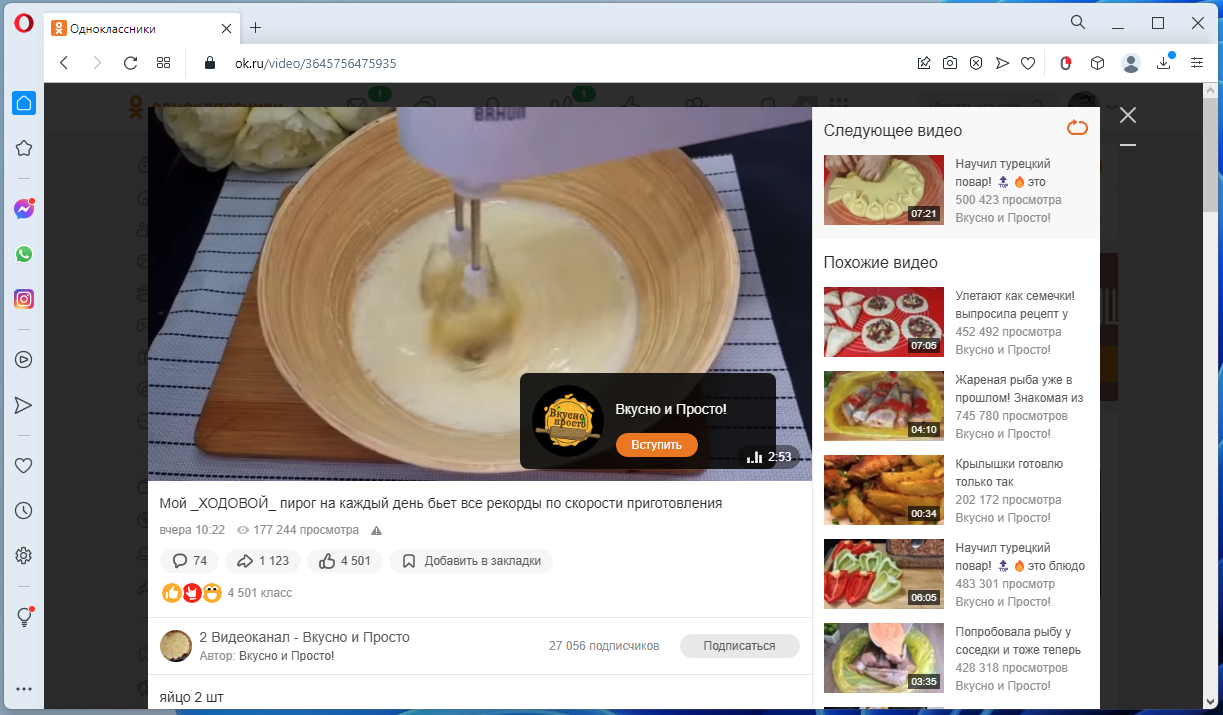 Одноклассники
ok.ru/video/3645756475935
одноклассники
1
1
BRAUN
Вкусно
просто
Вкусно и Просто!
Вступить
2:53
Мой _ХОДОВОЙ_ пирог на каждый день бьет все рекорды по скорости приготовления
вчера 10:22
177 244 просмотра
74
1 123
4 501
Добавить в закладки
4 501 класс
2 Видеоканал - Вкусно и Просто
Автор: Вкусно и Просто!
27 056 подписчиков
Подписаться
яйцо 2 шт
Следующее видео
Научил турецкий
повар! 🔝 🔥 это
500 423 просмотра
Вкусно и Просто!
07:21
Похожие видео
Улетают как семечки!
выпросила рецепт у
452 492 просмотра
Вкусно и Просто!
07:05
Жареная рыба уже в
прошлом! Знакомая из
745 780 просмотров
Вкусно и Просто!
04:10
Крылышки готовлю
только так
202 172 просмотра
Вкусно и Просто!
00:34
Научил турецкий
повар! 🔝 🔥 это блюдо
483 301 просмотр
Вкусно и Просто!
06:05
Попробовала рыбу у
соседки и тоже теперь
428 318 просмотров
Вкусно и Просто!
03:35